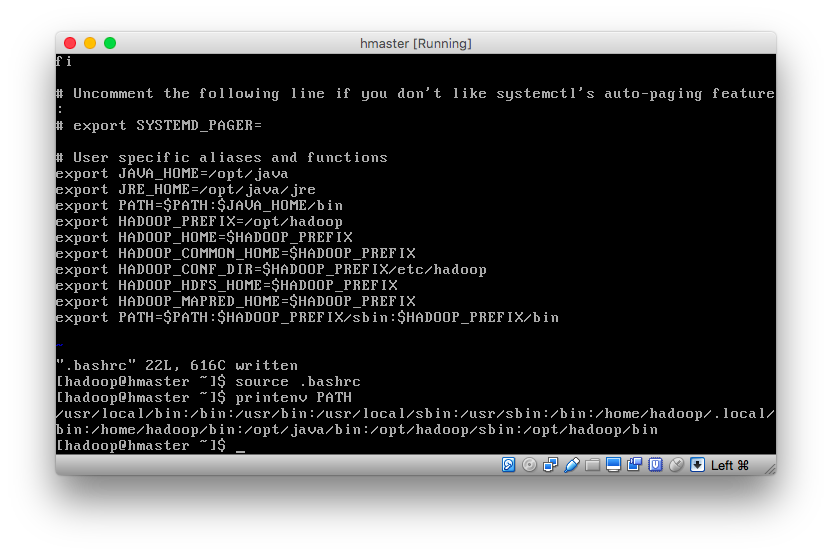 hmaster [Running]
fi
# Uncomment the following line if you don't like systemctl's auto-paging feature
:
# export SYSTEMD_PAGER=
# User specific aliases and functions
export JAVA_HOME=/opt/java
export JRE_HOME=/opt/java/jre
export PATH=$PATH:$JAVA_HOME/bin
export HADOOP_PREFIX=/opt/hadoop
export HADOOP_HOME=$HADOOP_PREFIX
export HADOOP_COMMON_HOME=$HADOOP_PREFIX
export HADOOP_CONF_DIR=$HADOOP_PREFIX/etc/hadoop
export HADOOP_HDFS_HOME=$HADOOP_PREFIX
export HADOOP_MAPRED_HOME=$HADOOP_PREFIX
export PATH=$PATH:$HADOOP_PREFIX/sbin:$HADOOP_PREFIX/bin
~
".bashrc" 22L, 616C written
[hadoop@hmaster ~]$ source .bashrc
[hadoop@hmaster ~]$ printenv PATH
/usr/local/bin:/bin:/usr/bin:/usr/local/sbin:/usr/sbin:/bin:/home/hadoop/.local/
bin:/home/hadoop/bin:/opt/java/bin:/opt/hadoop/sbin:/opt/hadoop/bin
[hadoop@hmaster ~]$ _
Left ⌘